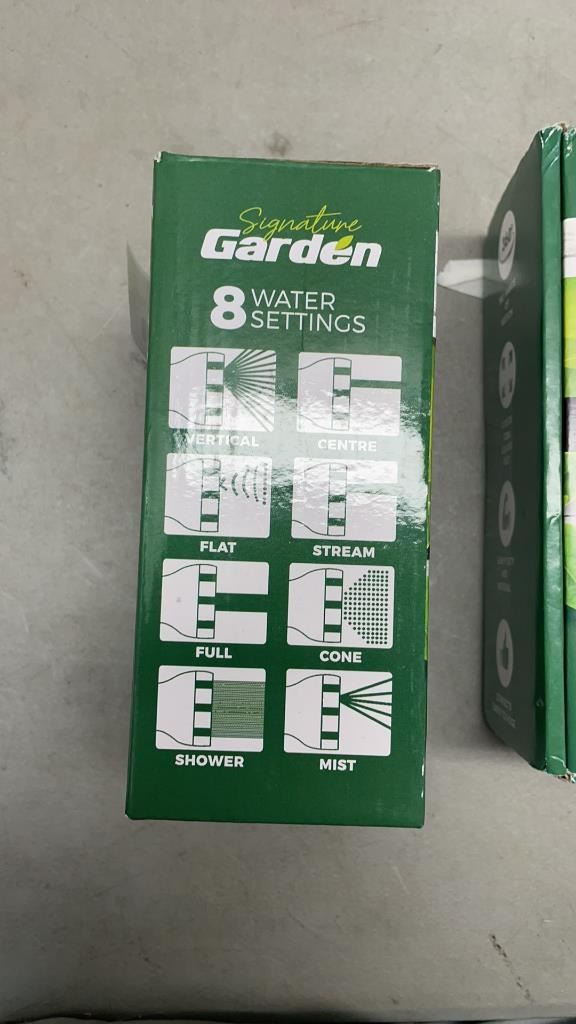 Signature
Garden
8 WATER
SETTINGS
VERTICAL
CENTRE
FLAT
STREAM
FULL
CONE
SHOWER
MIST